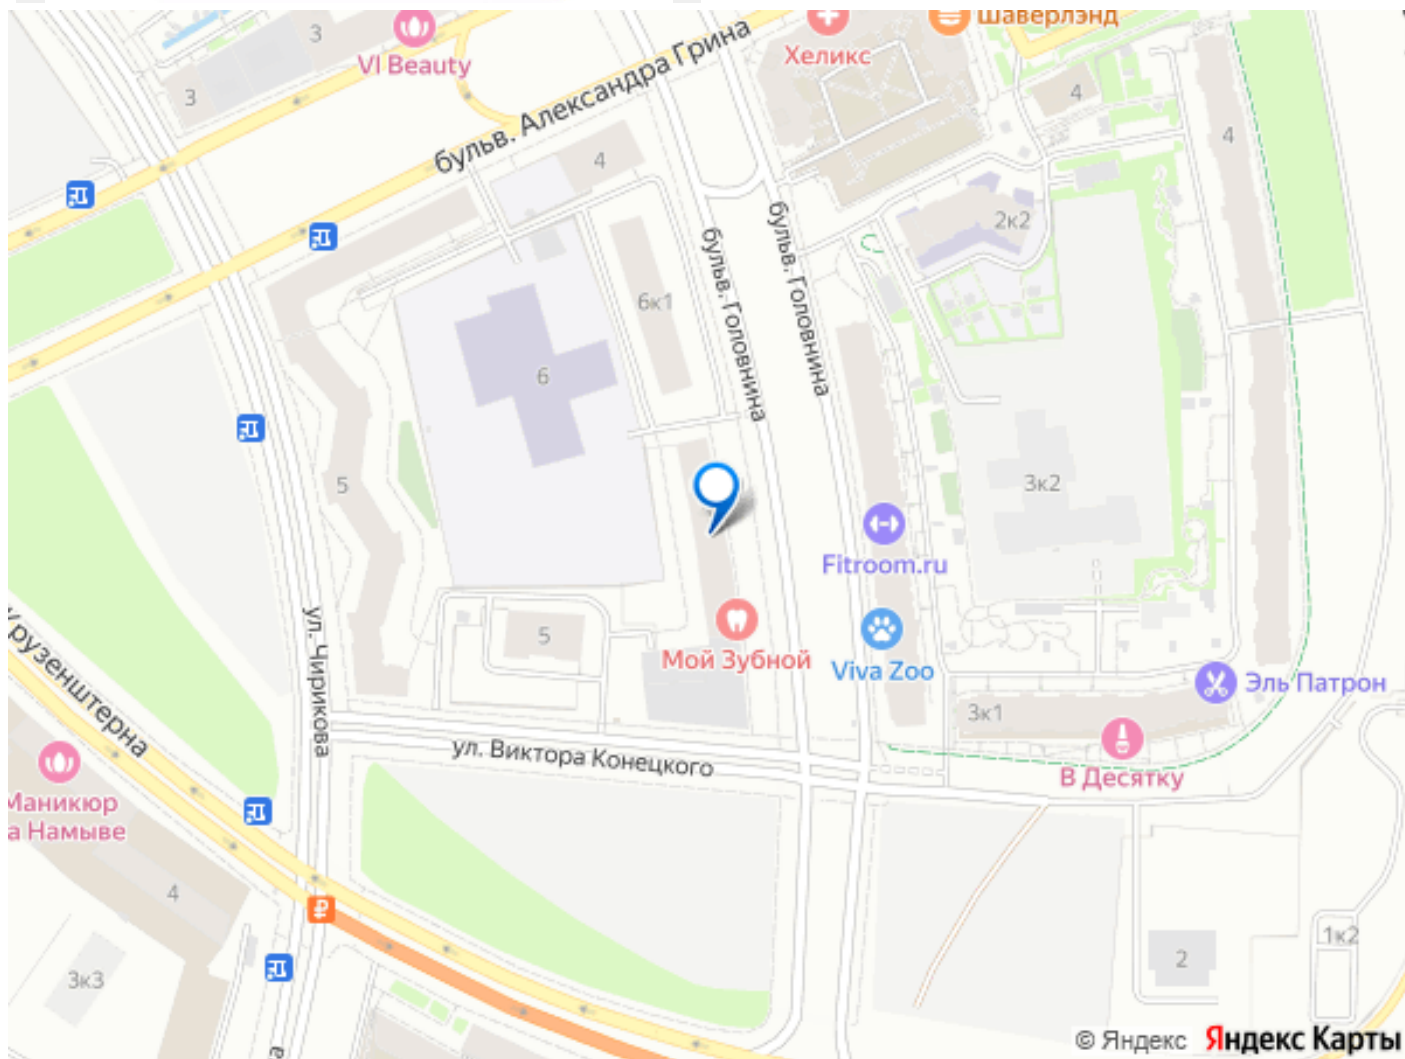 Шаверлэнд
3
VI Beauty
Хеликс
3
бульв. Александра Грина
4
4
4
2к2
бульв. Головнина
бульв. Головнина
6к1
6
5
3к2
Fitroom.ru
ул. Чирикова
5
Мой Зубной
Viva Zoo
Эль Патрон
Крузенштерна
3к1
ул. Виктора Конецкого
В Десятку
Маникюр
а Намыве
4
1к2
2
3к3
© Яндекс Яндекс Карты